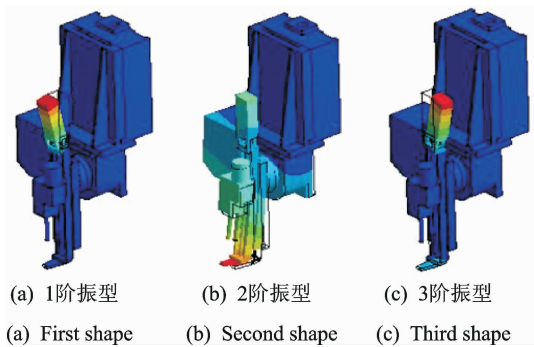 (a) 1阶振型 (b) 2阶振型 (c) 3阶振型
(a) First shape (b) Second shape (c) Third shape